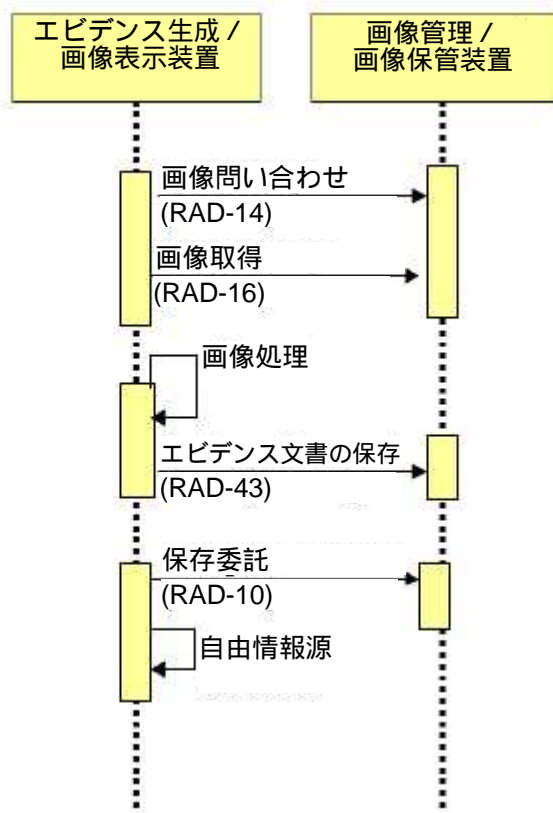 エビデンス生成 /
画像表示装置
画像管理 /
画像保管装置
画像問い合わせ
(RAD-14)
画像取得
(RAD-16)
画像処理
エビデンス文書の保存
(RAD-43)
保存委託
(RAD-10)
自由情報源